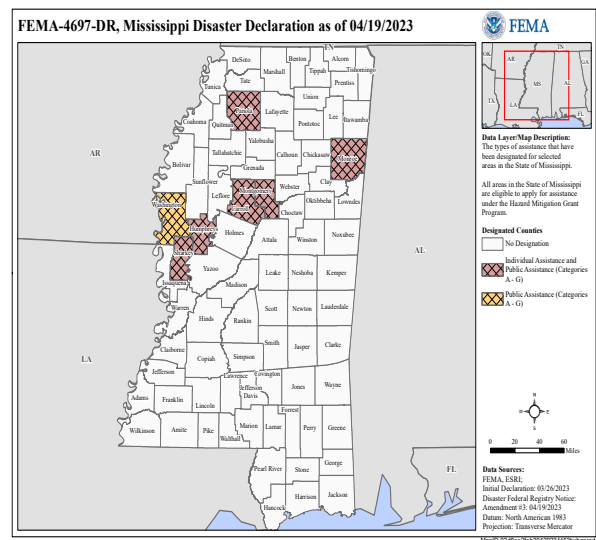 FEMA-4697-DR, Mississippi Disaster Declaration as of 04/19/2023
FEMA
TN
DeSoto
Benton
Alcorn
Marshall
Tippah
Tishomingo
Tunica
Tate
Prentiss
Union
Panola
Lafayette
Lee
Itawamba
Coahoma
Quitman
Pontotoc
Yalobusha
Tallahatchie
Calhoun
Chickasaw
Monroe
Bolivar
Grenada
Sunflower
Clay
Leflore
Montgomery
Webster
Washington
Oktibbeha
Lowndes
Carroll
Choctaw
Humphreys
Holmes
Noxubee
Attala
Winston
Sharkey
Yazoo
Issaquena
Leake
Neshoba
Kemper
Madison
Warren
Scott
Newton
Lauderdale
Hinds
Rankin
Smith
Jasper
Clarke
Claiborne
Copiah
Simpson
Jefferson
Lawrence
Covington
Jefferson
Davis
Jones
Wayne
Adams
Franklin
Lincoln
Forrest
Wilkinson
Amite
Pike
Walthall
Marion
Lamar
Perry
Greene
Pearl River
Stone
George
Harrison
Jackson
Hancock
AR
LA
AL
FL
OK
AR
TN
GA
MS
AL
TX
LA
FL
Data Layer/Map Description:
The types of assistance that have
been designated for selected
areas in the State of Mississippi
All areas in the State of Mississippi
are eligible to apply for assistance
under the Hazard Mitigation Grant
Program.
Designated Counties
No Designation
Individual Assistance and
Public Assistance (Categories
A - G)
Public Assistance (Categories
A - G)
N
W
E
S
0 20 40 60
Miles
Data Sources:
FEMA, ESRI;
Initial Declaration: 03/26/2023
Disaster Federal Registry Notice:
Amendment #3: 04/19/2023
Datum: North American 1983
Projection: Transverse Mercator